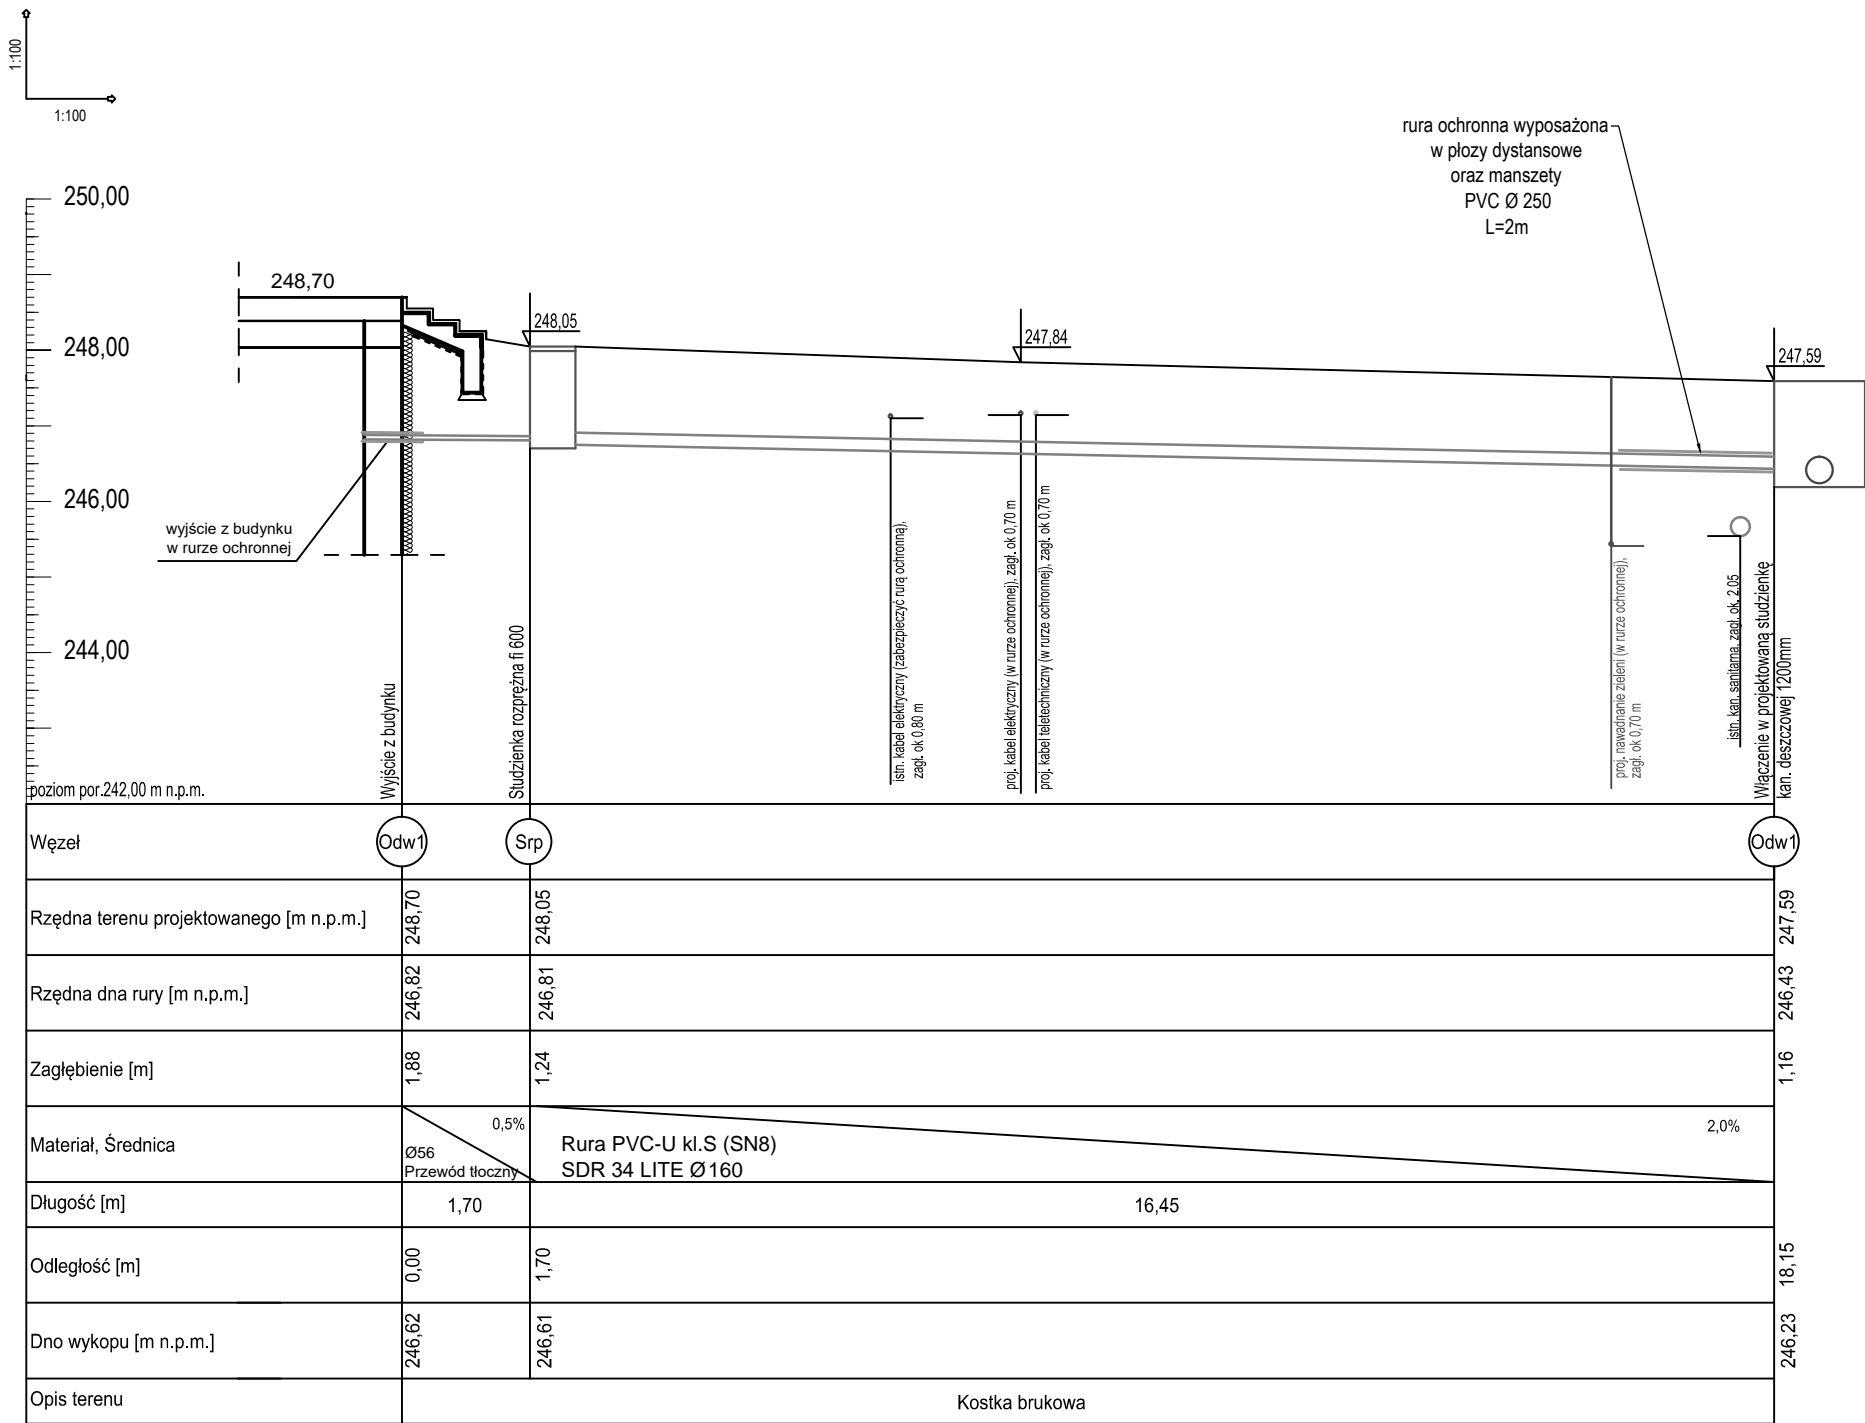 1:100
1:100
rura ochronna wyposażona
w płozy dystansowe
oraz manszety
PVC Ø 250
L=2m
250,00
248,00
246,00
244,00
248,70
248,05
247,84
247,59
wyjście z budynku
w rurze ochronnej
poziom por.242,00 m n.p.m.
Wyjście z budynku
Studzienka rozprężna fi 600
istn. kabel elektryczny (zabezpieczyć rurą ochronną),
zagł. ok 0,80 m
proj. kabel elektryczny (w rurze ochronnej), zagł. ok 0,70 m
proj. kabel teletechniczny (w rurze ochronnej), zagł. ok 0,70 m
proj. nawadnanie zieleni (w rurze ochronnej),
zagł. ok 0,70 m
istn. kan. sanitarna, zagł. ok. 2,05
Włączenie w projektowaną studzienkę
kan. deszczowej 1200mm
Węzeł
Odw1
Srp
Odw1
Rzędna terenu projektowanego [m n.p.m.]
248,70
248,05
247,59
Rzędna dna rury [m n.p.m.]
246,82
246,81
246,43
Zagłębienie [m]
1,88
1,24
1,16
Materiał, Średnica
Ø56
Przewód tłoczny
0,5%
Rura PVC-U kl.S (SN8)
SDR 34 LITE Ø160
2,0%
Długość [m]
1,70
16,45
Odległość [m]
0,00
1,70
18,15
Dno wykopu [m n.p.m.]
246,62
246,61
246,23
Opis terenu
Kostka brukowa